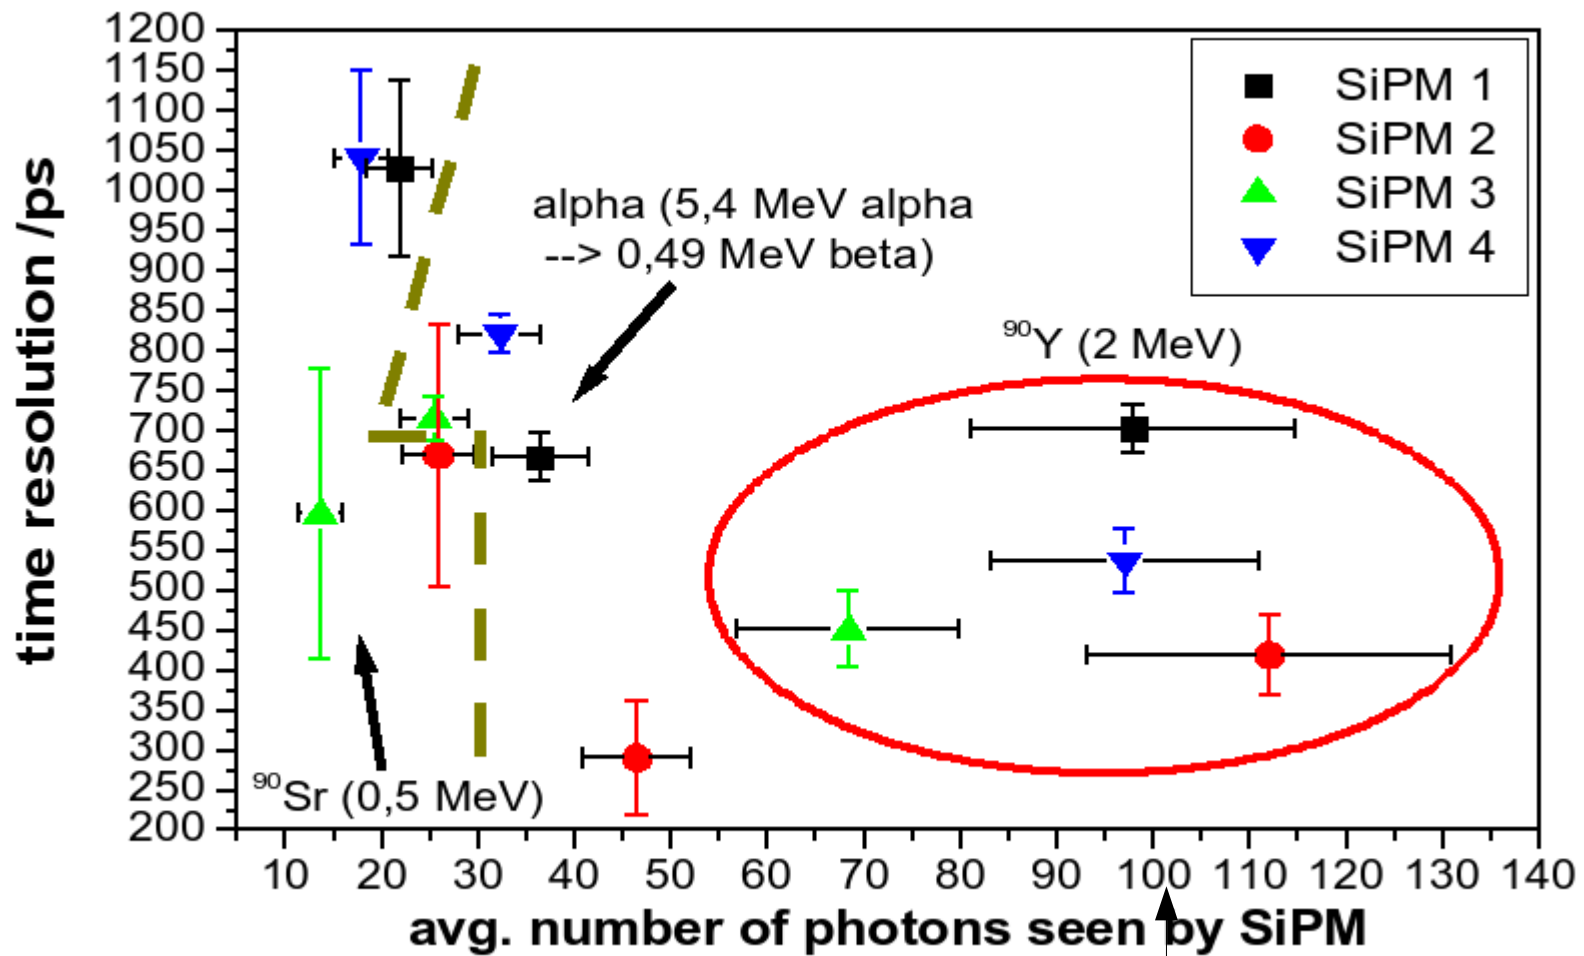 1200
1150
1100
1050
1000
950
900
850
800
750
700
650
600
550
500
450
400
350
300
250
200
time resolution /ps
SiPM 1
SiPM 2
SiPM 3
SiPM 4
alpha (5,4 MeV alpha
--> 0,49 MeV beta)
90Y (2 MeV)
90Sr (0,5 MeV)
10 20 30 40 50 60 70 80 90 100 110 120 130 140
avg. number of photons seen by SiPM